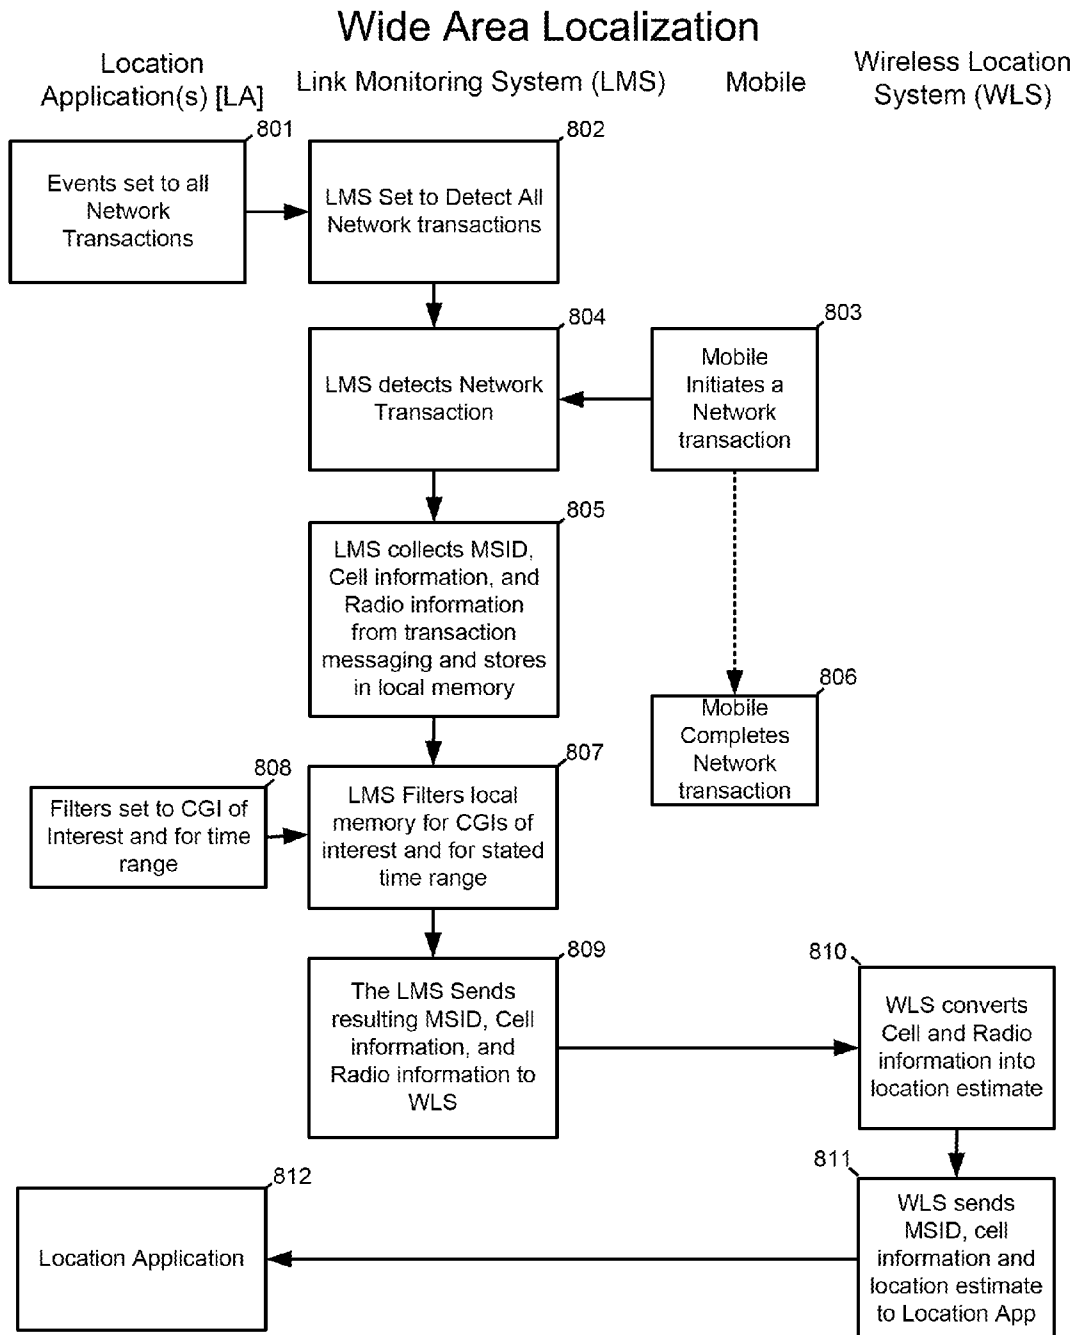 Wide Area Localization
Location
Application(s) [LA]
Link Monitoring System (LMS)
Mobile
Wireless Location
System (WLS)
801
Events set to all
Network
Transactions
802
LMS Set to Detect All
Network transactions
804
LMS detects Network
Transaction
803
Mobile
Initiates a
Network
transaction
805
LMS collects MSID,
Cell information, and
Radio information
from transaction
messaging and stores
in local memory
806
Mobile
Completes
Network
transaction
808
Filters set to CGI of
Interest and for time
range
807
LMS Filters local
memory for CGIs of
interest and for stated
time range
809
The LMS Sends
resulting MSID, Cell
information, and
Radio information to
WLS
810
WLS converts
Cell and Radio
information into
location estimate
811
WLS sends
MSID, cell
information and
location estimate
to Location App
812
Location Application